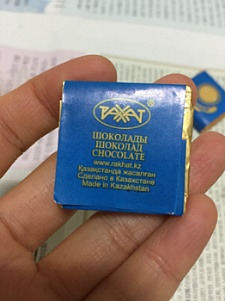 РАХАТ®
ШОКОЛАДЫ
ШОКОЛАД
CHOCOLATE
www.rakhat.kz
Қазақстанда жасалған
Сделано в Казахстане
Made in Kazakhstan